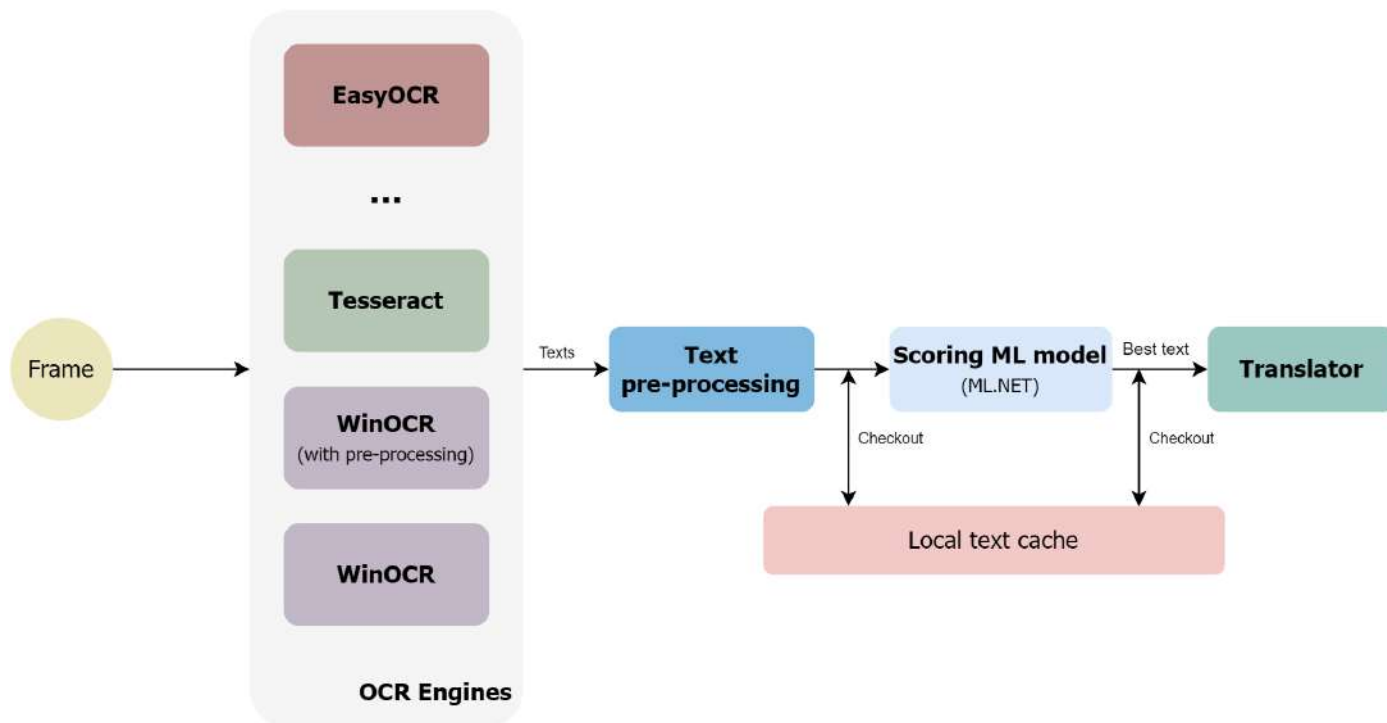 EasyOCR
...
Tesseract
WinOCR
(with pre-processing)
WinOCR
OCR Engines
Frame
Texts
Text
pre-processing
Scoring ML model
(ML.NET)
Best text
Translator
Checkout
Checkout
Local text cache